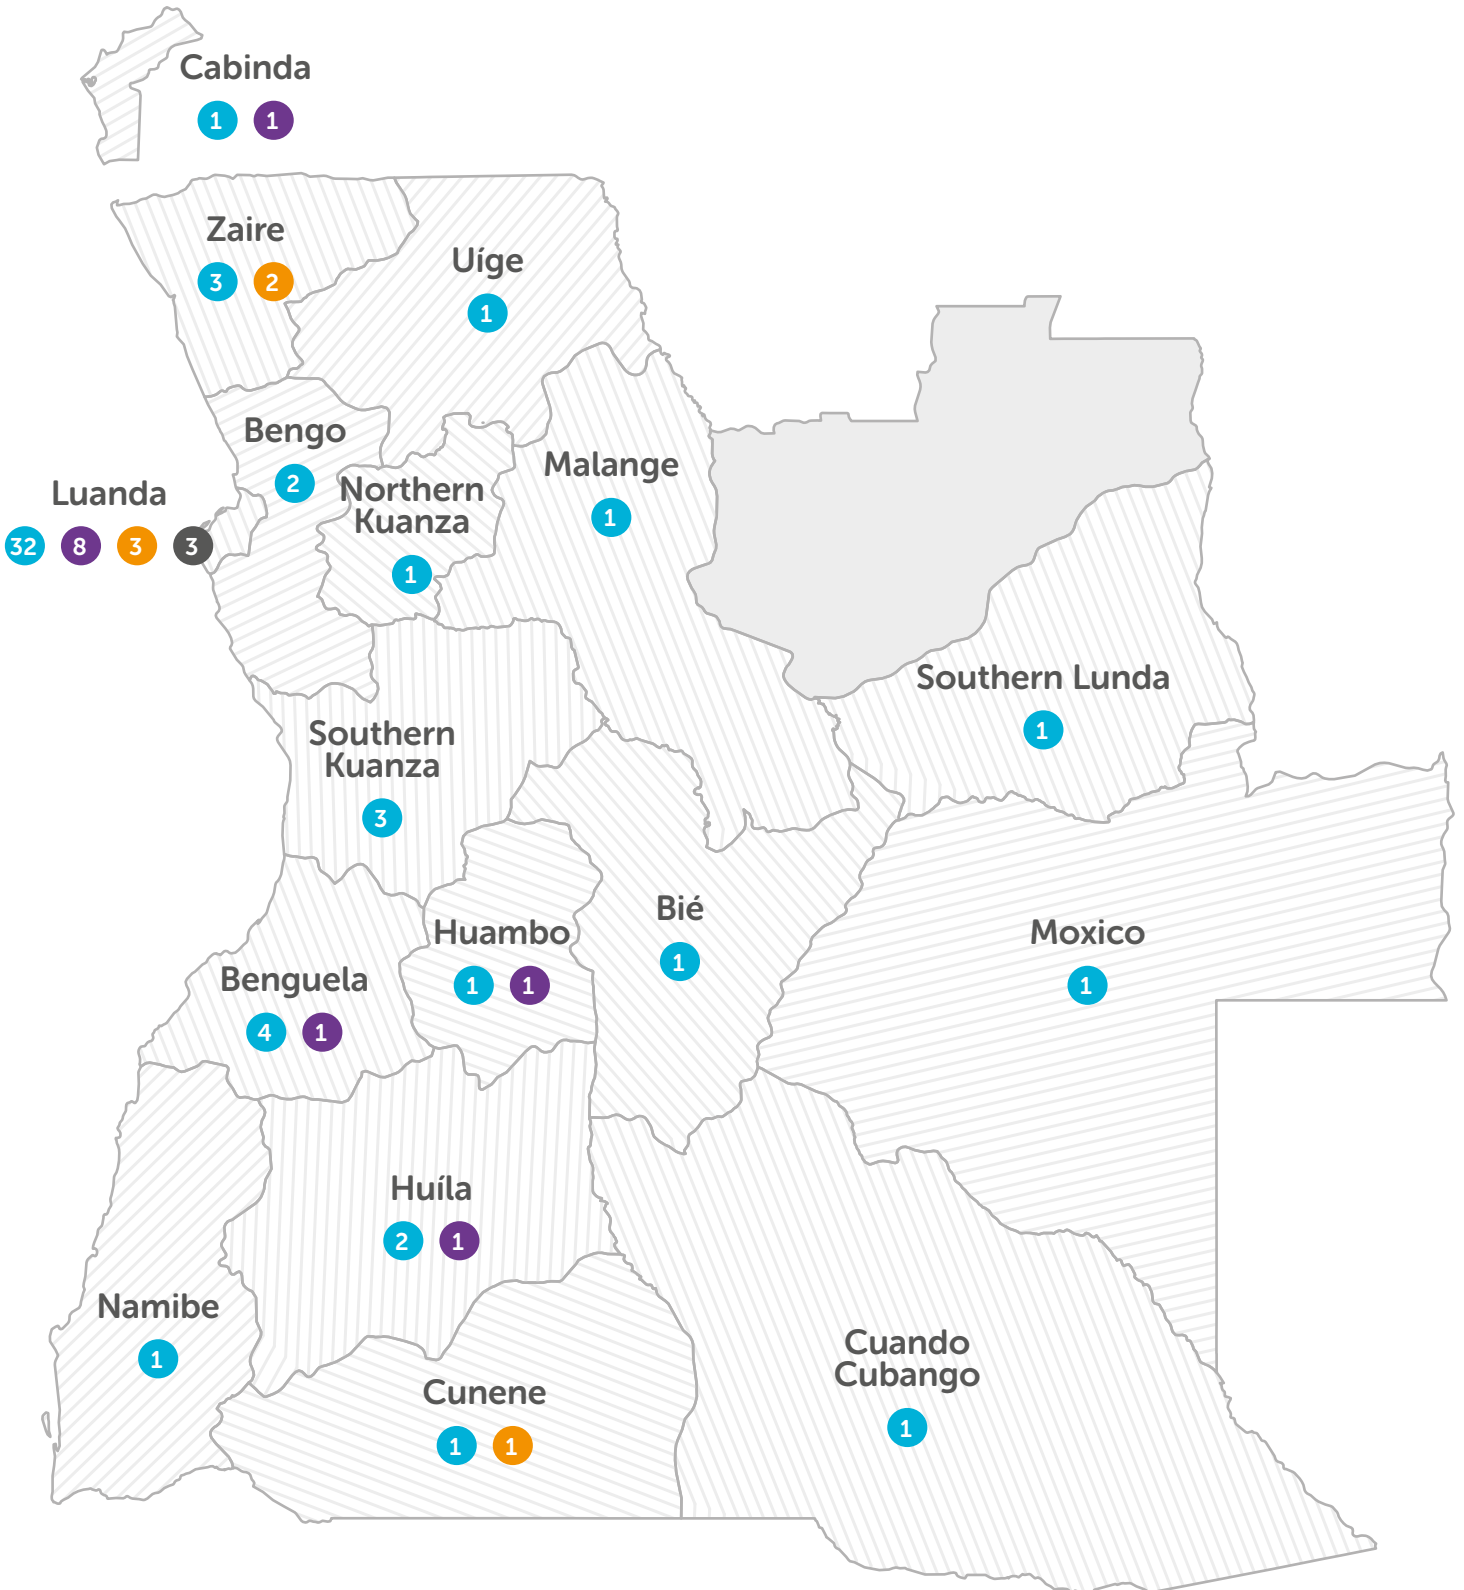 Cabinda
1 1
Zaire
3 2
Uíge
1
Bengo
2
Luanda
32 8 3 3
Northern
Kuanza
1
Malange
1
Southern Lunda
1
Southern
Kuanza
3
Bié
1
Huambo
1 1
Moxico
1
Benguela
4 1
Huíla
2 1
Namibe
1
Cuando
Cubango
1
Cunene
1 1